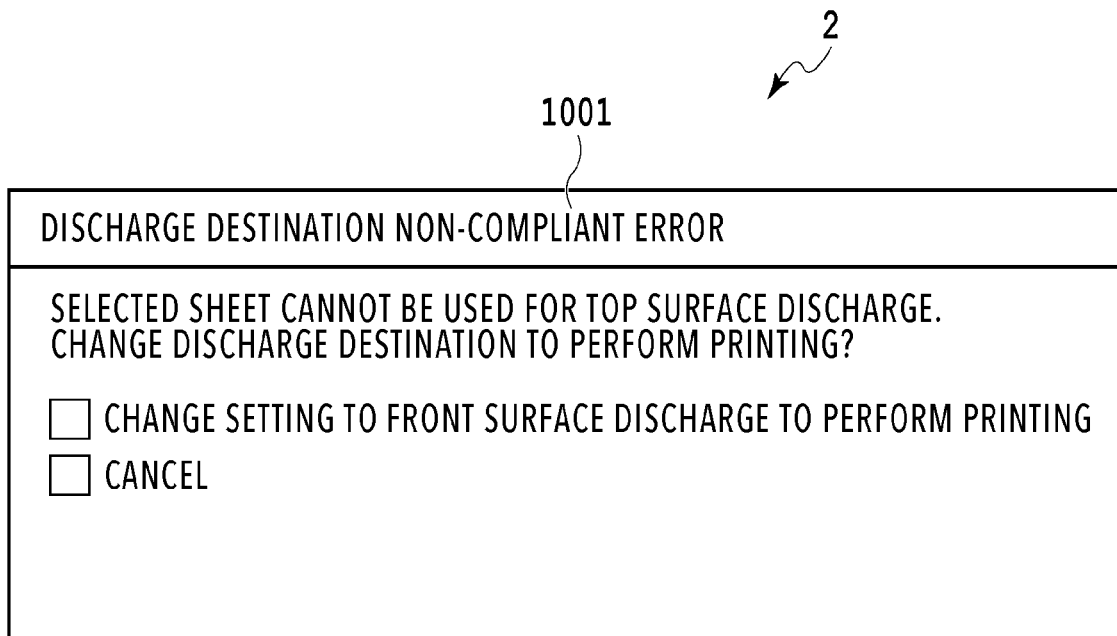 2
1001
DISCHARGE DESTINATION NON-COMPLIANT ERROR
SELECTED SHEET CANNOT BE USED FOR TOP SURFACE DISCHARGE.
CHANGE DISCHARGE DESTINATION TO PERFORM PRINTING?
CHANGE SETTING TO FRONT SURFACE DISCHARGE TO PERFORM PRINTING
CANCEL